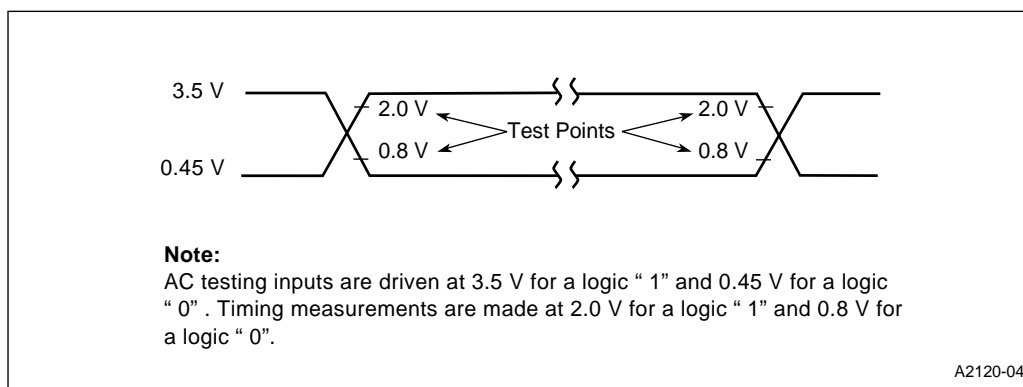 3.5 V
2.0 V
2.0 V
Test Points
0.8 V
0.8 V
0.45 V
Note:
AC testing inputs are driven at 3.5 V for a logic “ 1” and 0.45 V for a logic
“ 0” . Timing measurements are made at 2.0 V for a logic “ 1” and 0.8 V for
a logic “ 0”.
A2120-04